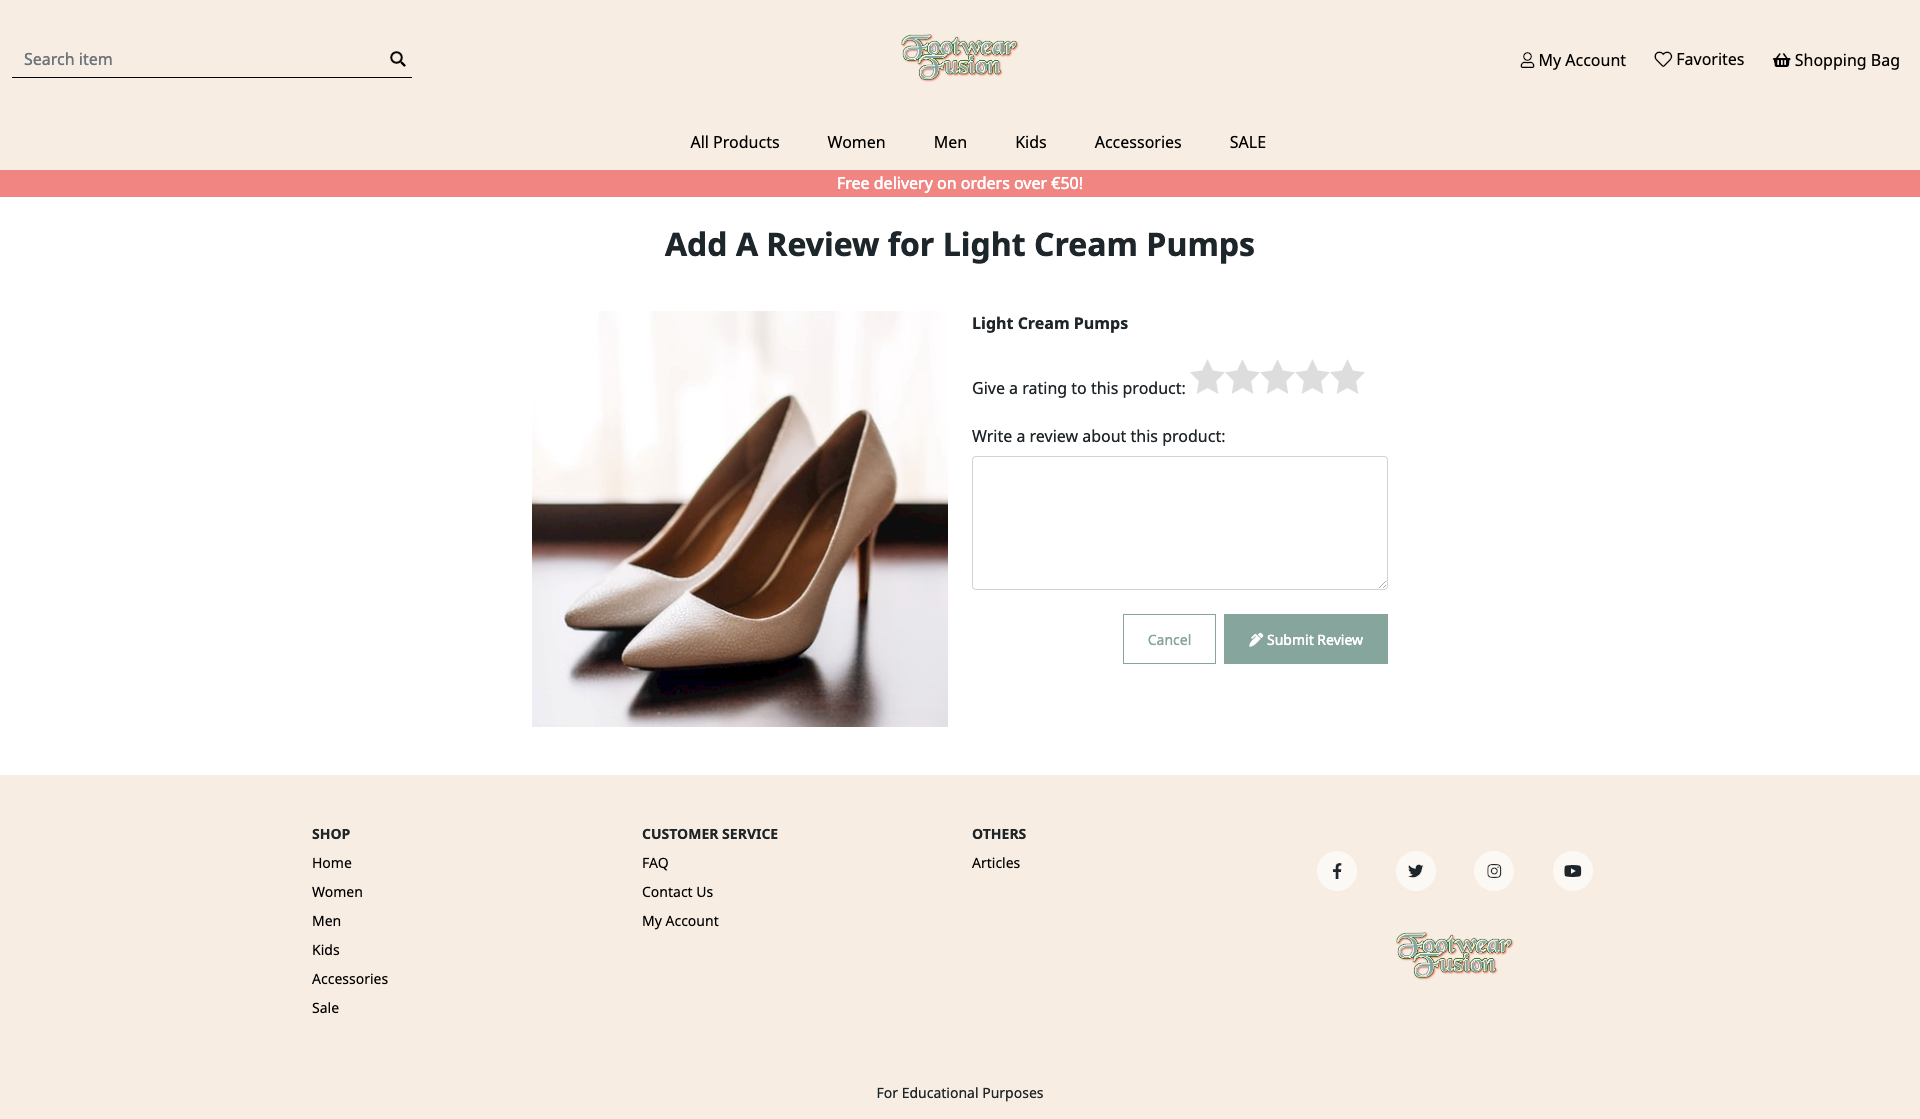 Search item
Footwear
Fusion
My Account
Favorites
Shopping Bag
All Products
Women
Men
Kids
Accessories
SALE
Free delivery on orders over €50!
Add A Review for Light Cream Pumps
Light Cream Pumps
Give a rating to this product:
Write a review about this product:
Cancel
Submit Review
SHOP
Home
Women
Men
Kids
Accessories
Sale
CUSTOMER SERVICE
FAQ
Contact Us
My Account
OTHERS
Articles
Footwear
Fusion
For Educational Purposes